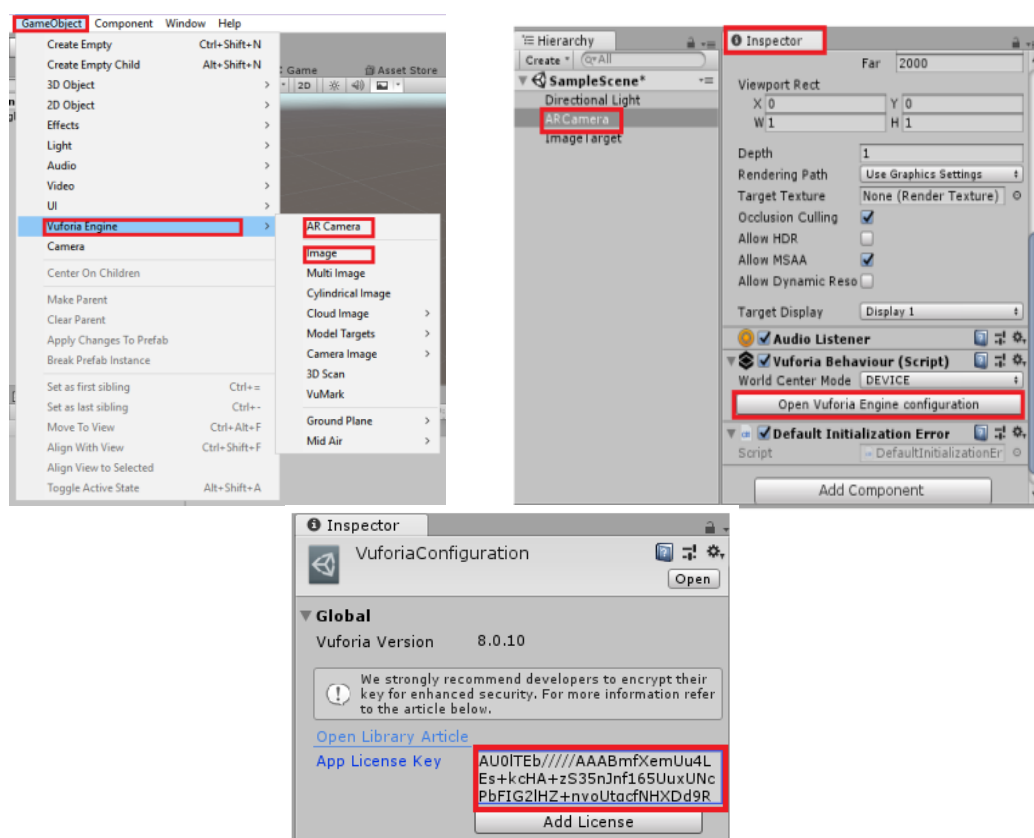 GameObject Component Window Help
Create Empty Ctrl+Shift+N
Create Empty Child Alt+Shift+N
3D Object >
2D Object >
Effects >
Light >
Audio >
Video >
UI >
Vuforia Engine >
Camera
Center On Children
Make Parent
Clear Parent
Apply Changes To Prefab
Break Prefab Instance
Set as first sibling Ctrl+=
Set as last sibling Ctrl+-
Move To View Ctrl+Alt+F
Align With View Ctrl+Shift+F
Align View to Selected
Toggle Active State Alt+Shift+A
Game Asset Store
2D
AR Camera
Image
Multi Image
Cylindrical Image
Cloud Image >
Model Targets >
Camera Image >
3D Scan
VuMark
Ground Plane >
Mid Air >
Hierarchy
Create All
SampleScene*
Directional Light
ARCamera
ImageTarget
Inspector
Far 2000
Viewport Rect
X 0 Y 0
W 1 H 1
Depth 1
Rendering Path Use Graphics Settings
Target Texture None (Render Texture)
Occlusion Culling
Allow HDR
Allow MSAA
Allow Dynamic Reso
Target Display Display 1
Audio Listener
Vuforia Behaviour (Script)
World Center Mode DEVICE
Open Vuforia Engine configuration
Default Initialization Error
Script DefaultInitializationEr
Add Component
Inspector
VuforiaConfiguration
Open
Global
Vuforia Version 8.0.10
We strongly recommend developers to encrypt their
key for enhanced security. For more information refer
to the article below.
Open Library Article
App License Key AU0lTEb/////AAABmfXemUu4L
Es+kcHA+zS35nJnf165UuxUNc
PbFIG2lHZ+nvoUtacfNHXDd9R
Add License